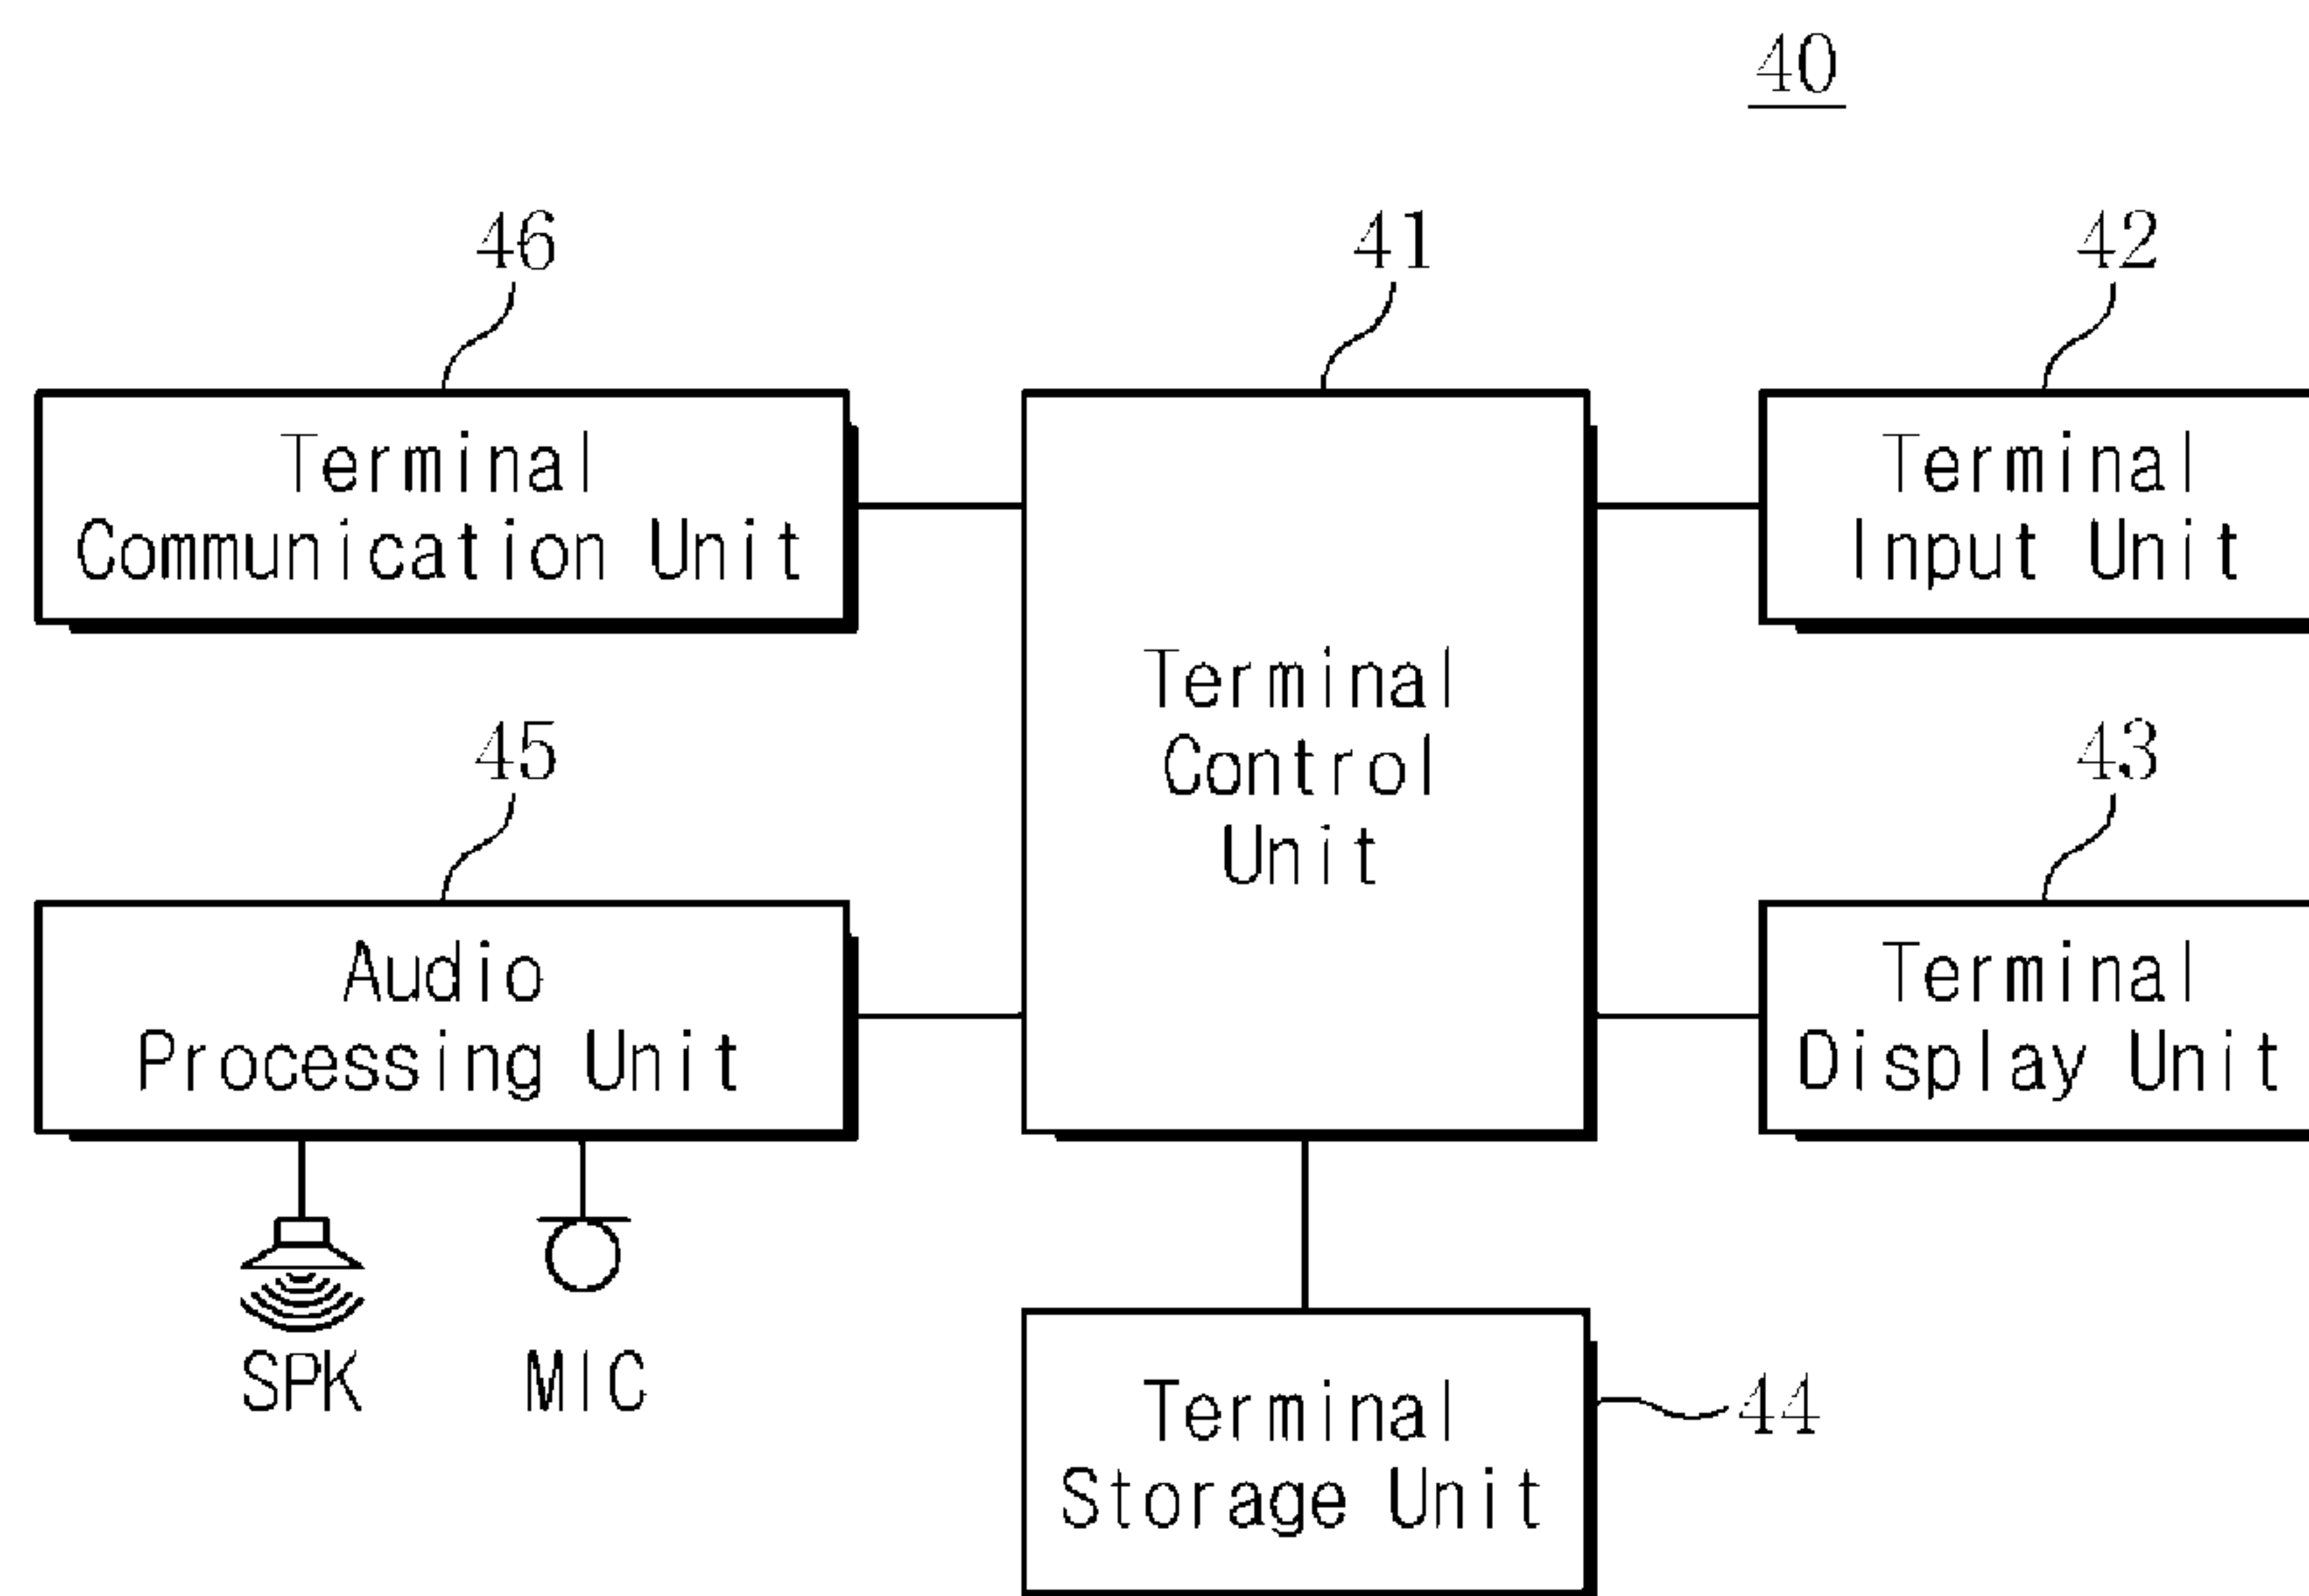 40
46
41
42
Terminal
Communication Unit
Terminal
Input Unit
Terminal
Control
Unit
45
43
Audio
Processing Unit
Terminal
Display Unit
SPK
MIC
Terminal
Storage Unit
44